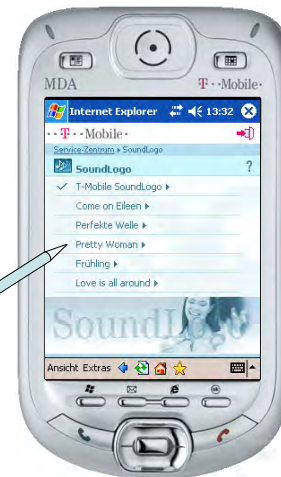 MDA T··Mobile·
Internet Explorer 13:32
··T··Mobile·
Service-Zentrum ▸ SoundLogo
SoundLogo ?
✓ T-Mobile SoundLogo ▸
Come on Eileen ▸
Perfekte Welle ▸
Pretty Woman ▸
Frühling ▸
Love is all around ▸
SoundLogo
Ansicht Extras